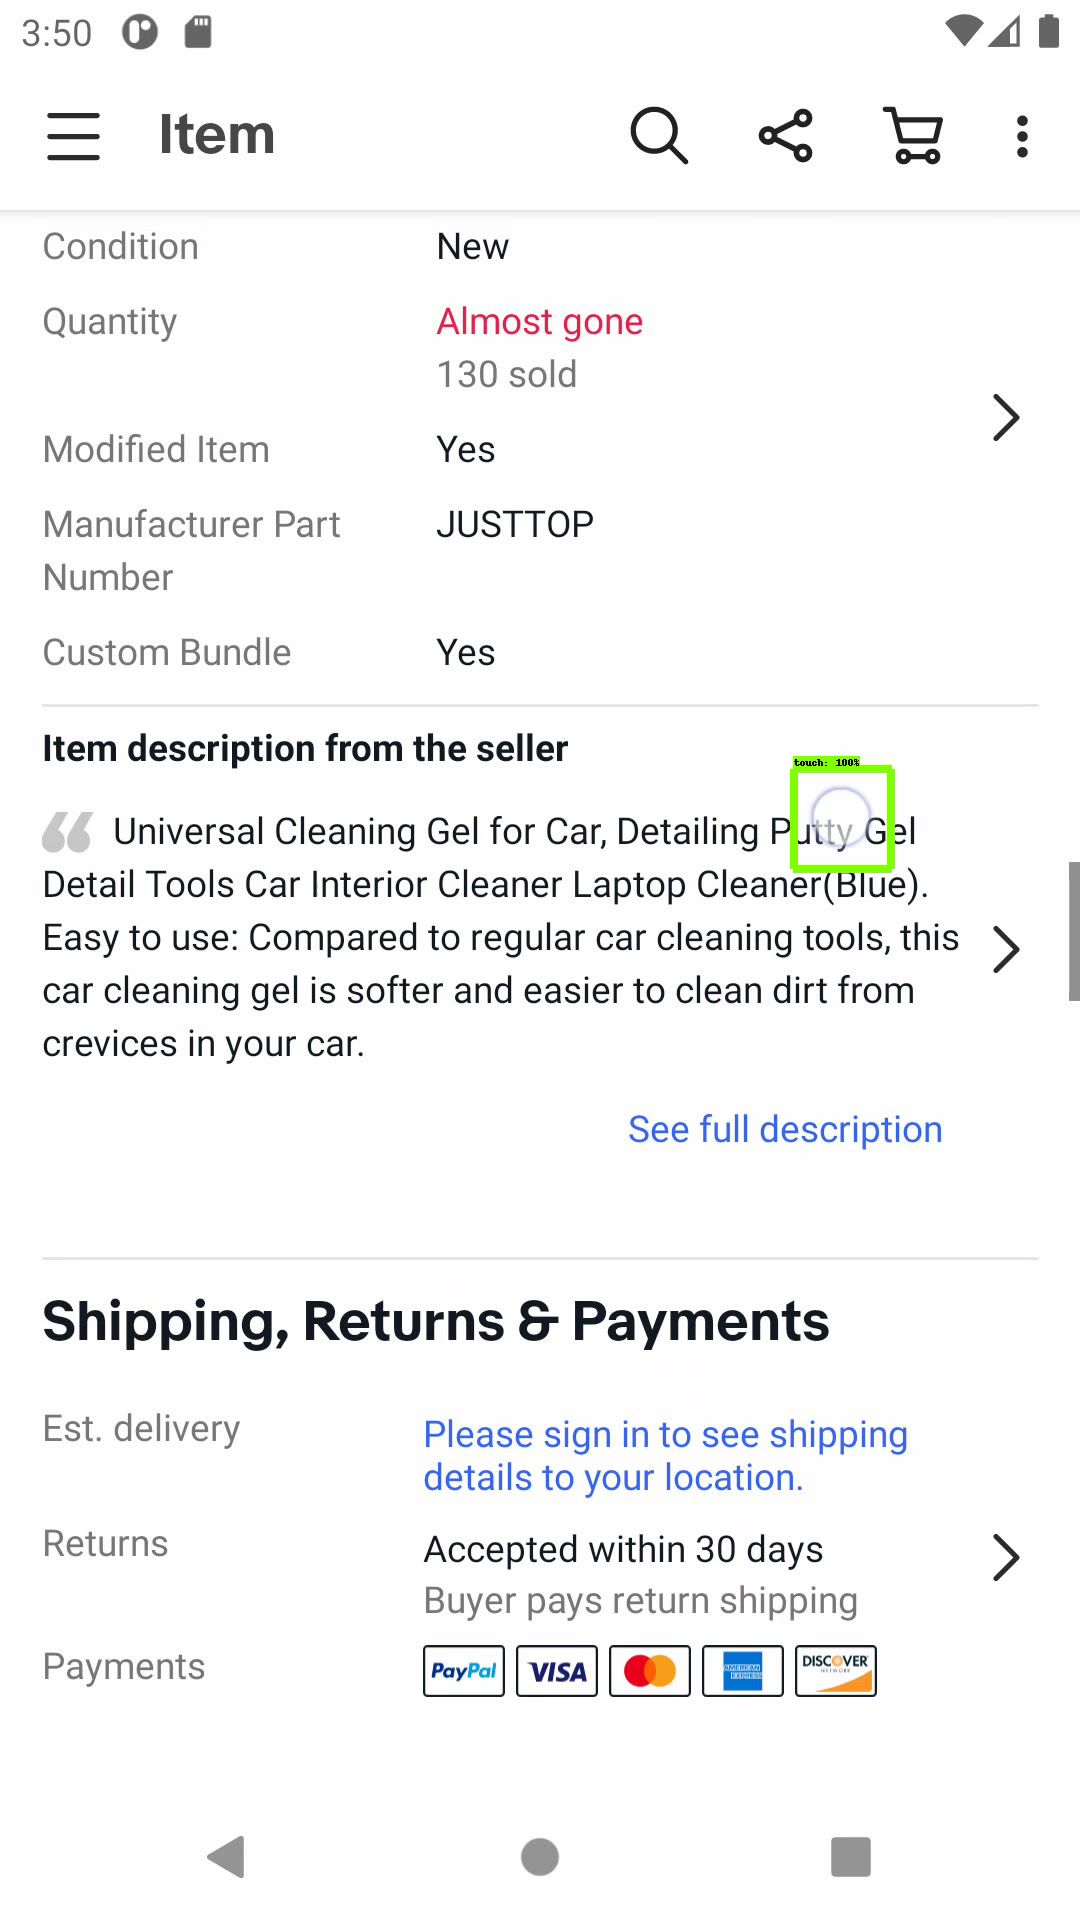 3:50
Item
Condition New
Quantity Almost gone
130 sold
Modified Item Yes
Manufacturer Part JUSTTOP
Number
Custom Bundle Yes
Item description from the seller
touch: 100%
“ Universal Cleaning Gel for Car, Detailing Putty Gel
Detail Tools Car Interior Cleaner Laptop Cleaner(Blue).
Easy to use: Compared to regular car cleaning tools, this
car cleaning gel is softer and easier to clean dirt from
crevices in your car.
See full description
Shipping, Returns & Payments
Est. delivery Please sign in to see shipping
details to your location.
Returns Accepted within 30 days
Buyer pays return shipping
Payments PayPal VISA AMERICAN EXPRESS DISCOVER NETWORK